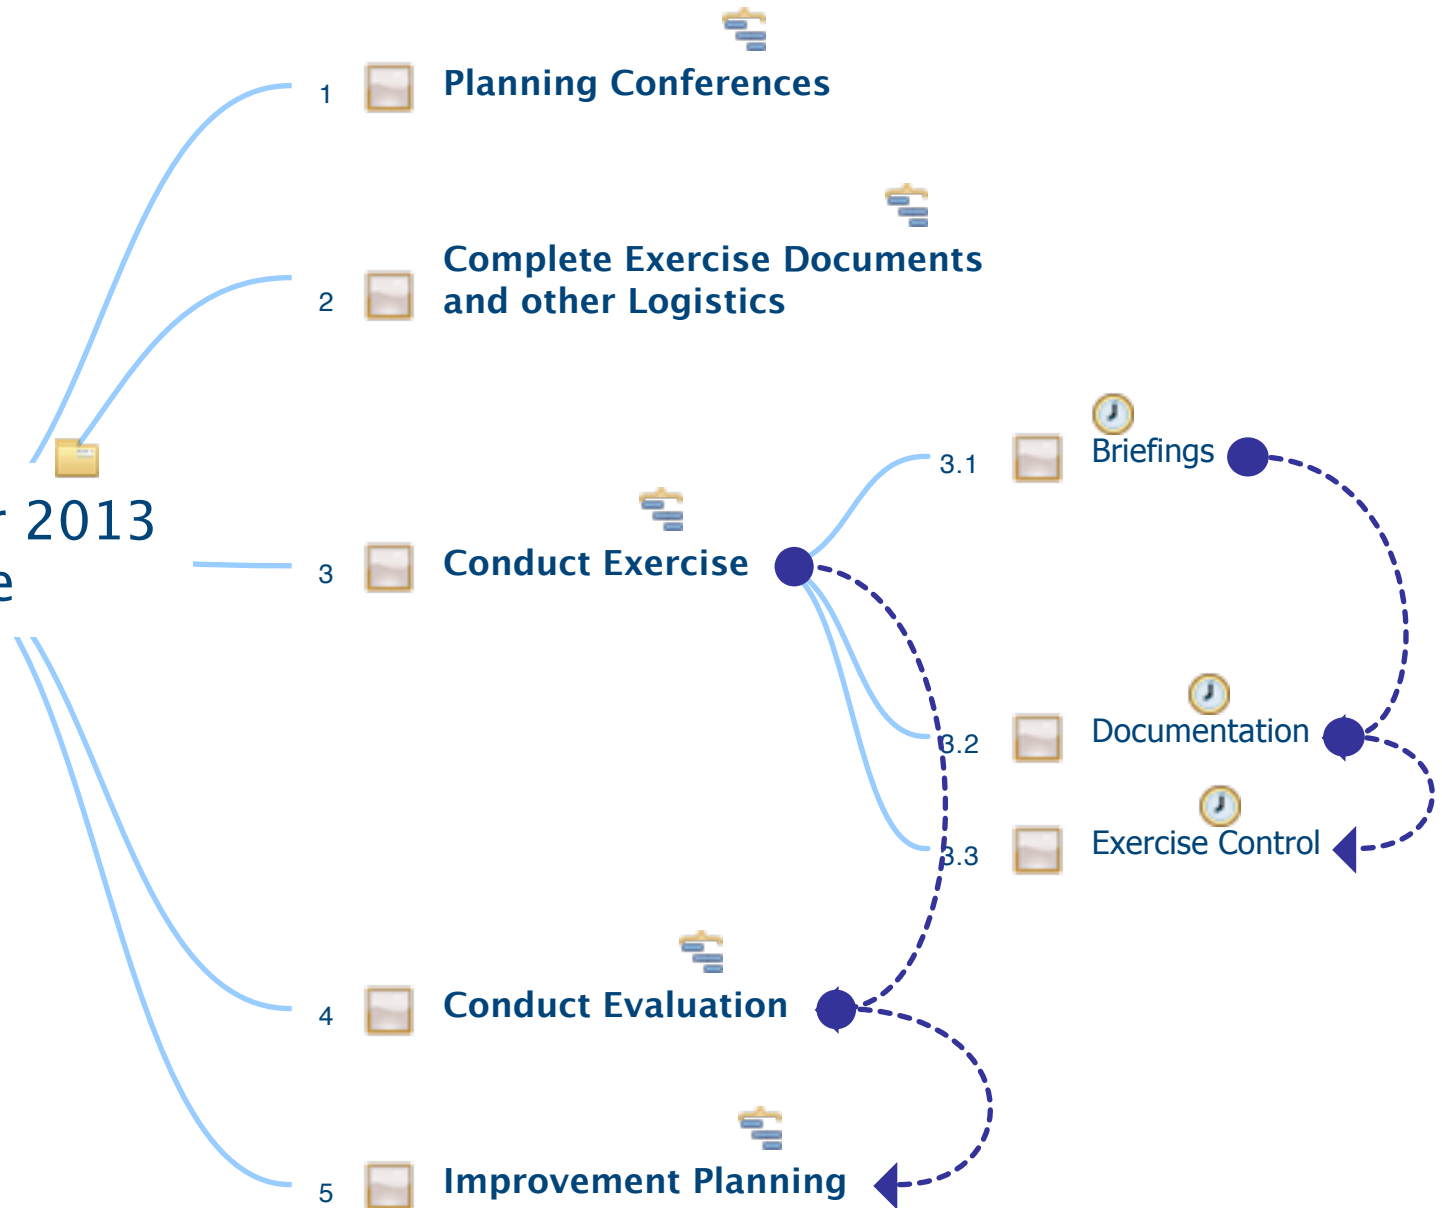 1 Planning Conferences
2 Complete Exercise Documents
and other Logistics
2013
3 Conduct Exercise
3.1 Briefings
3.2 Documentation
3.3 Exercise Control
4 Conduct Evaluation
5 Improvement Planning